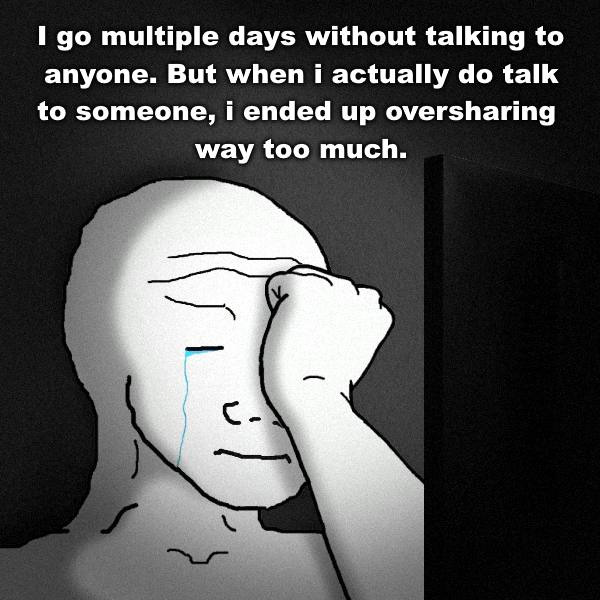 I go multiple days without talking to
anyone. But when i actually do talk
to someone, i ended up oversharing
way too much.